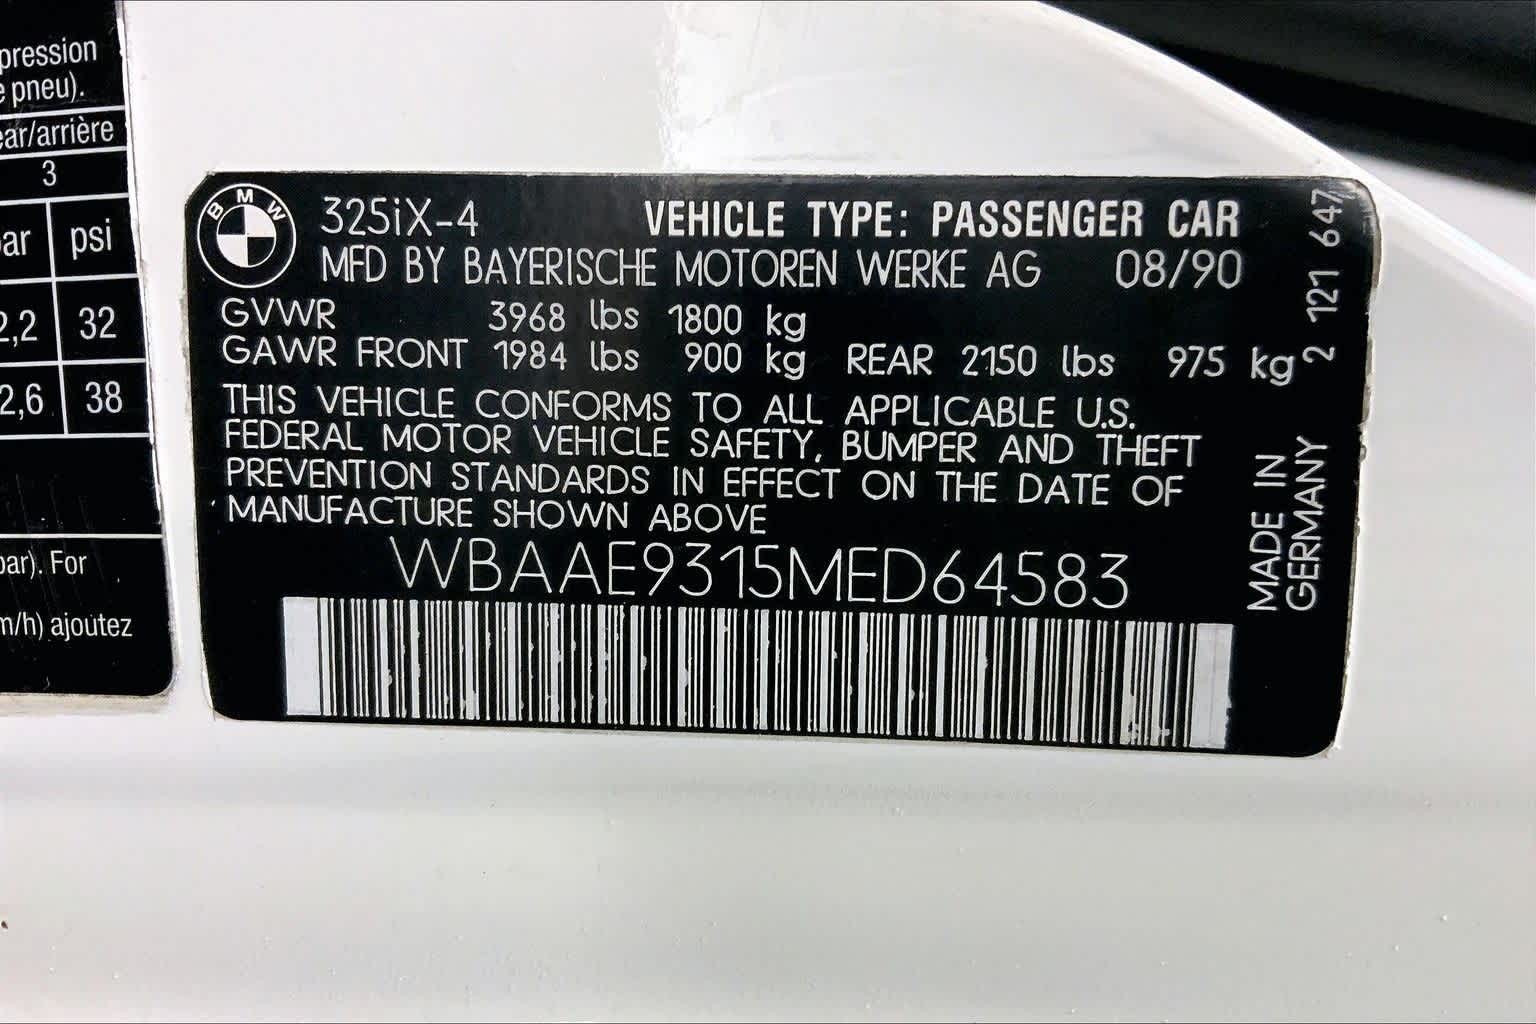 pression
e pneu).
ear/arrière
3
bar psi
2,2 32
2,6 38
bar). For
m/h) ajoutez
BMW
325iX-4 VEHICLE TYPE: PASSENGER CAR
MFD BY BAYERISCHE MOTOREN WERKE AG 08/90
GVWR 3968 lbs 1800 kg
GAWR FRONT 1984 lbs 900 kg REAR 2150 lbs 975 kg
THIS VEHICLE CONFORMS TO ALL APPLICABLE U.S.
FEDERAL MOTOR VEHICLE SAFETY, BUMPER AND THEFT
PREVENTION STANDARDS IN EFFECT ON THE DATE OF
MANUFACTURE SHOWN ABOVE
WBAAE9315MED64583
2 121 647
MADE IN
GERMANY